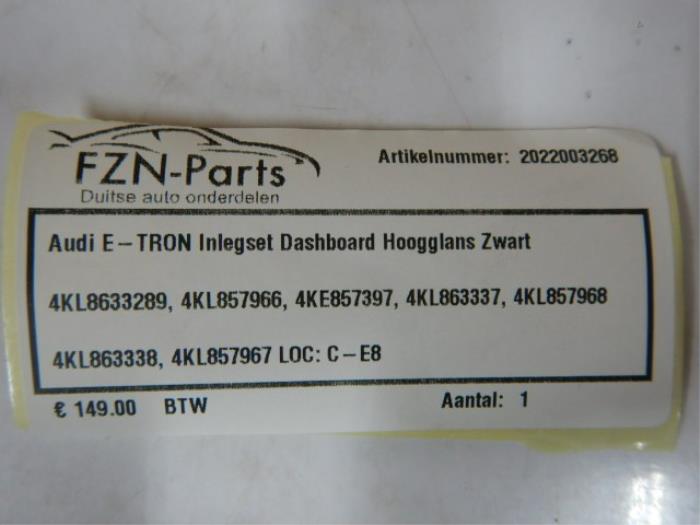 FZN-Parts
Duitse auto onderdelen
Artikelnummer: 2022003268
Audi E-TRON Inlegset Dashboard Hoogglans Zwart
4KL8633289, 4KL857966, 4KE857397, 4KL863337, 4KL857968
4KL863338, 4KL857967 LOC: C-E8
€ 149.00 BTW Aantal: 1